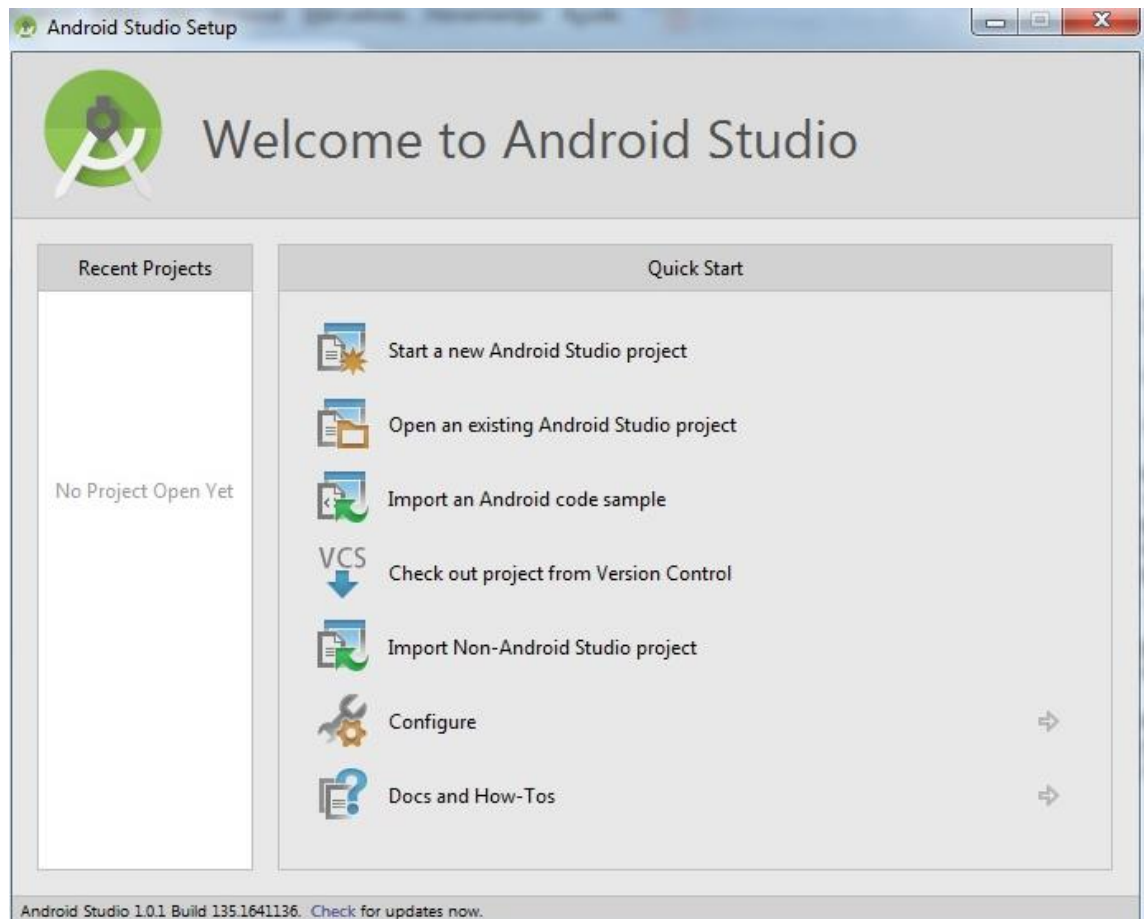 Android Studio Setup
Welcome to Android Studio
Recent Projects
No Project Open Yet
Quick Start
Start a new Android Studio project
Open an existing Android Studio project
Import an Android code sample
VCS
Check out project from Version Control
Import Non-Android Studio project
Configure
Docs and How-Tos
Android Studio 1.0.1 Build 135.1641136. Check for updates now.